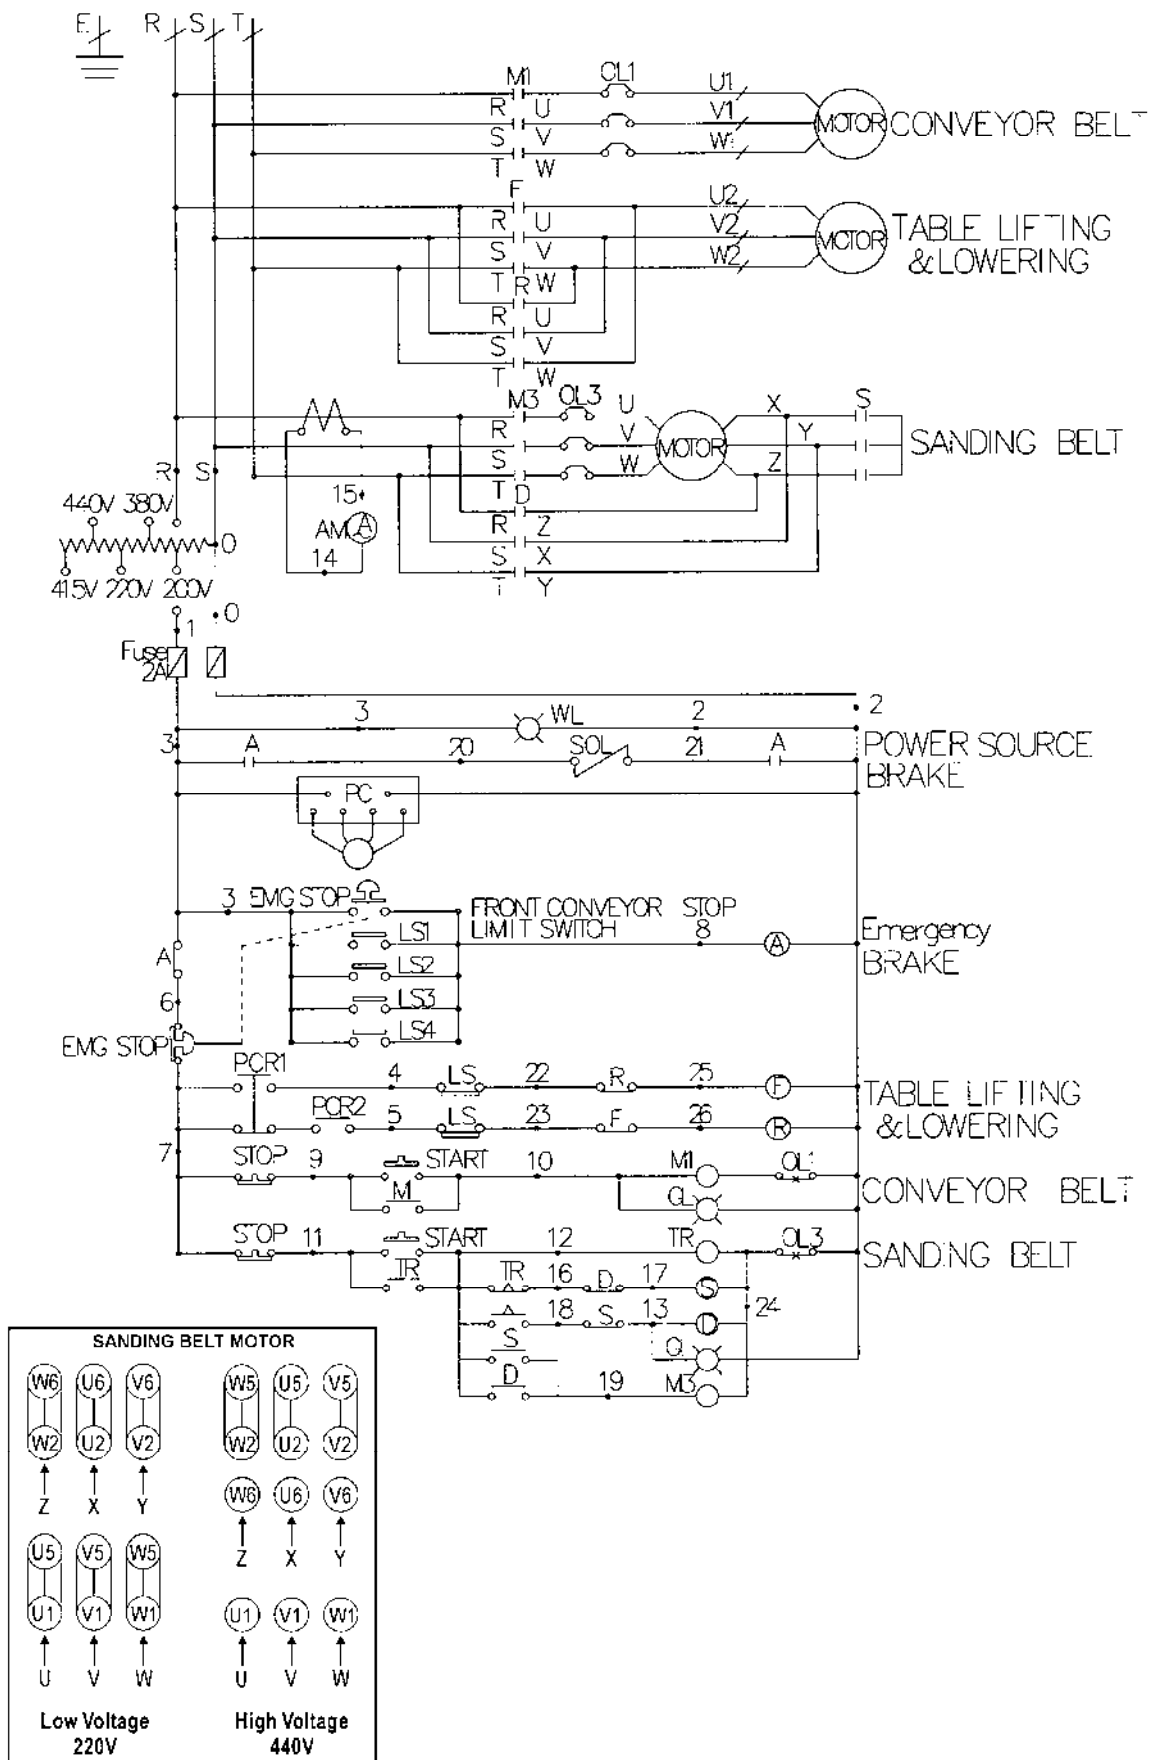 E R S T
M1 OL1 U1
R U V1
MOTOR CONVEYOR BELT
S V W1
T W
F U2
R U V2
MOTOR TABLE LIFTING
&LOWERING
S V W2
T R W
R U
S V
T W
M3 OL3 U X S
R V Y
MOTOR SANDING BELT
S W Z
T D
R Z
S X
T Y
R S
15
440V 380V
AM A
14
0
415V 220V 200V
0
1
Fuse
2A
2
3 WL 2
3
A 20 SOL 21 A
POWER SOURCE
BRAKE
PC
3 EMG STOP
FRONT CONVEYOR STOP
LIMIT SWITCH 8
LS1
A
Emergency
BRAKE
A
LS2
6
LS3
EMG STOP
LS4
PCR1
4 LS 22 R 25 F
TABLE LIFTING
&LOWERING
PCR2 5 LS 23 F 26 R
7
STOP 9 START 10 M1 OL1
CONVEYOR BELT
M GL
STOP 11 START 12 TR OL3
SANDING BELT
TR
TR 16 D 17 S
24
18 S 13 D
S
D 19 M3
SANDING BELT MOTOR
W6 U6 V6
W2 U2 V2
Z X Y
U5 V5 W5
U1 V1 W1
U V W
Low Voltage
220V
W5 U5 V5
W2 U2 V2
W6 U6 V6
Z X Y
U1 V1 W1
U V W
High Voltage
440V